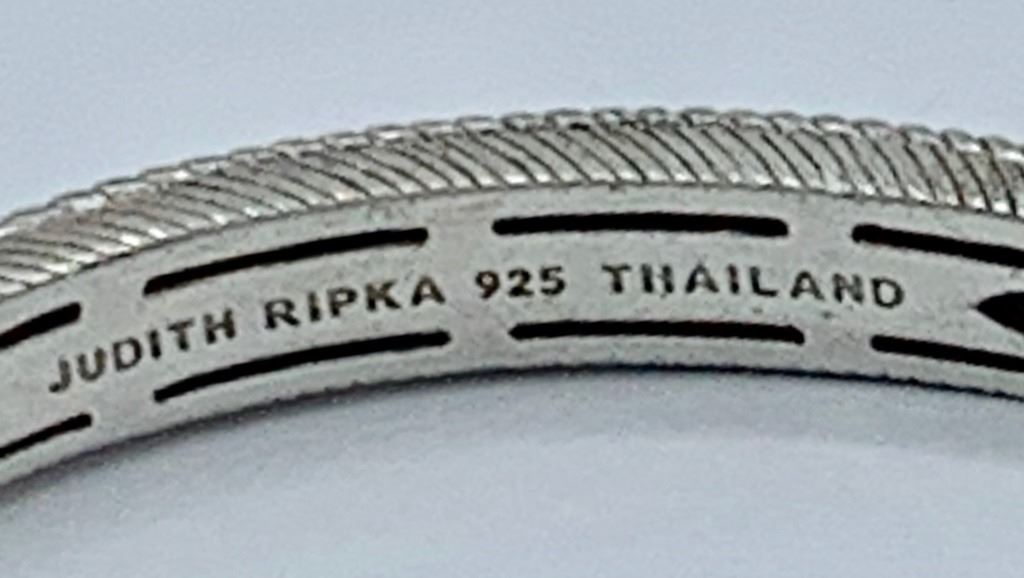 JUDITH RIPKA 925 THAILAND